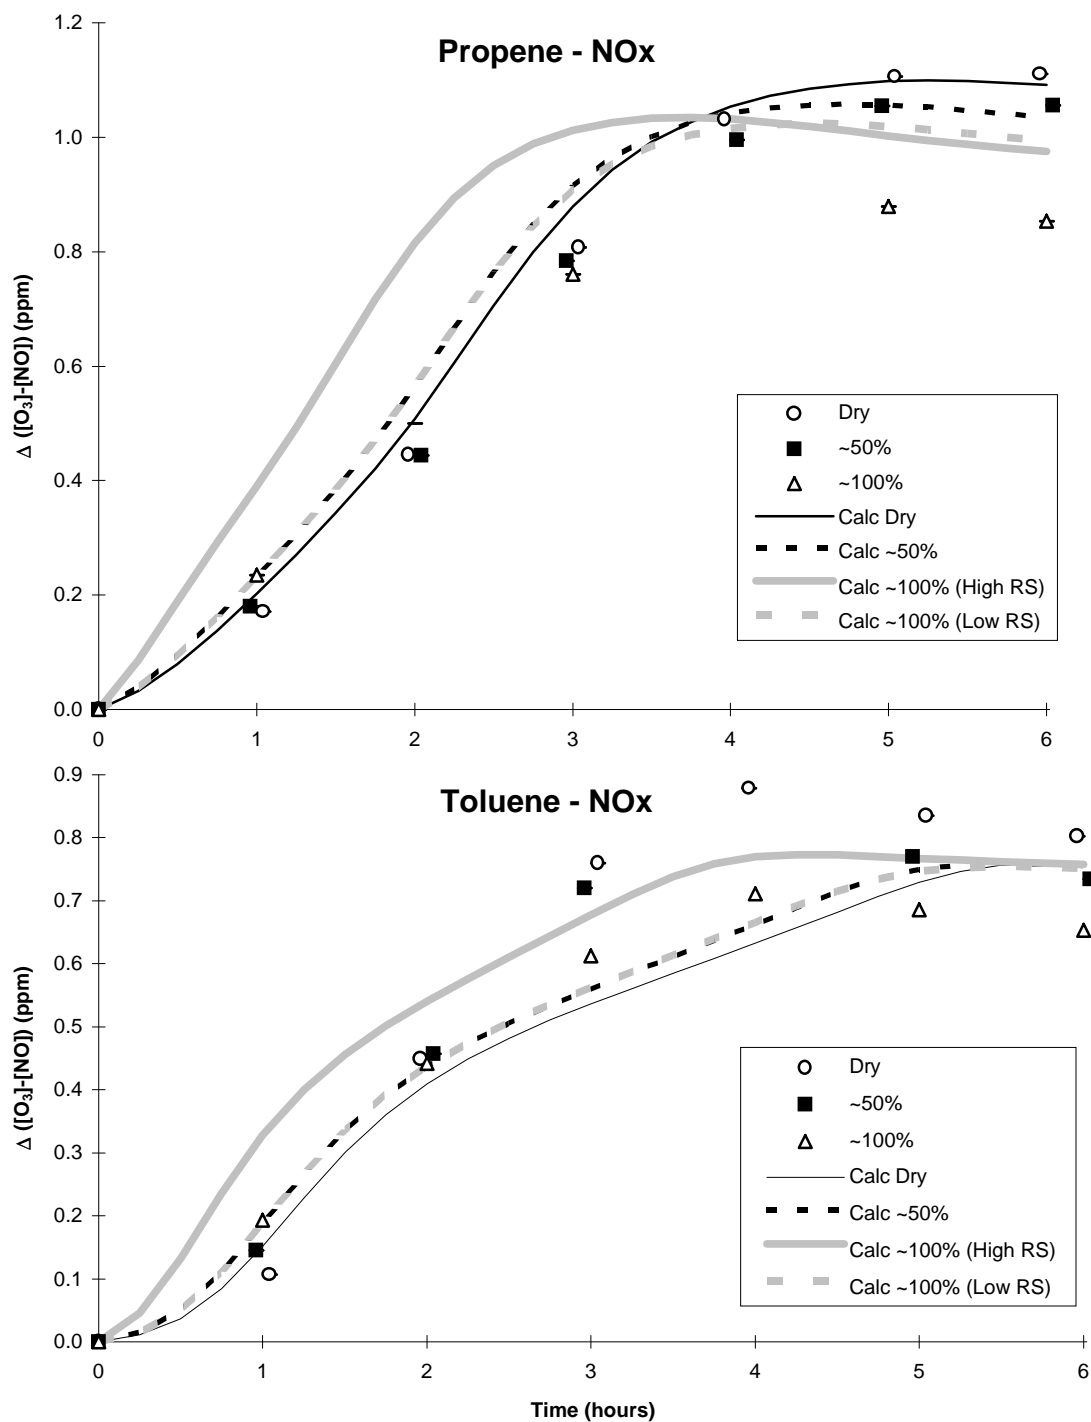 Propene - NOx
1.2
1.0
0.8
0.6
0.4
0.2
0.0
Δ ([O₃]-[NO]) (ppm)
Dry
~50%
~100%
Calc Dry
Calc ~50%
Calc ~100% (High RS)
Calc ~100% (Low RS)
0 1 2 3 4 5 6
Toluene - NOx
0.9
0.8
0.7
0.6
0.5
0.4
0.3
0.2
0.1
0.0
Δ ([O₃]-[NO]) (ppm)
Dry
~50%
~100%
Calc Dry
Calc ~50%
Calc ~100% (High RS)
Calc ~100% (Low RS)
0 1 2 3 4 5 6
Time (hours)